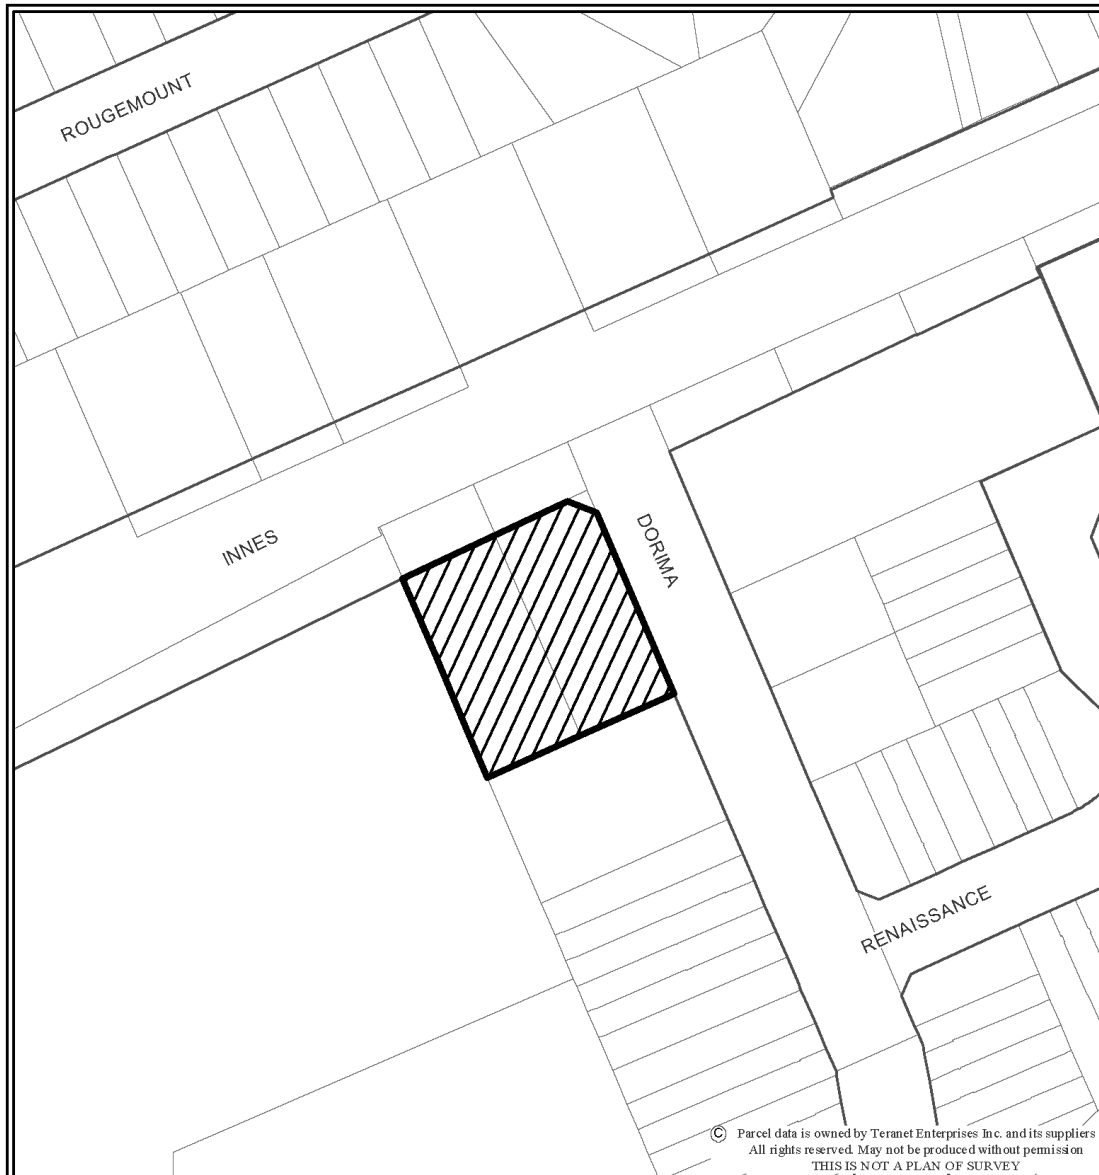 ROUGEMOUNT
INNES
DORIMA
RENAISSANCE
© Parcel data is owned by Teranet Enterprises Inc. and its suppliers
All rights reserved. May not be produced without permission
THIS IS NOT A PLAN OF SURVEY